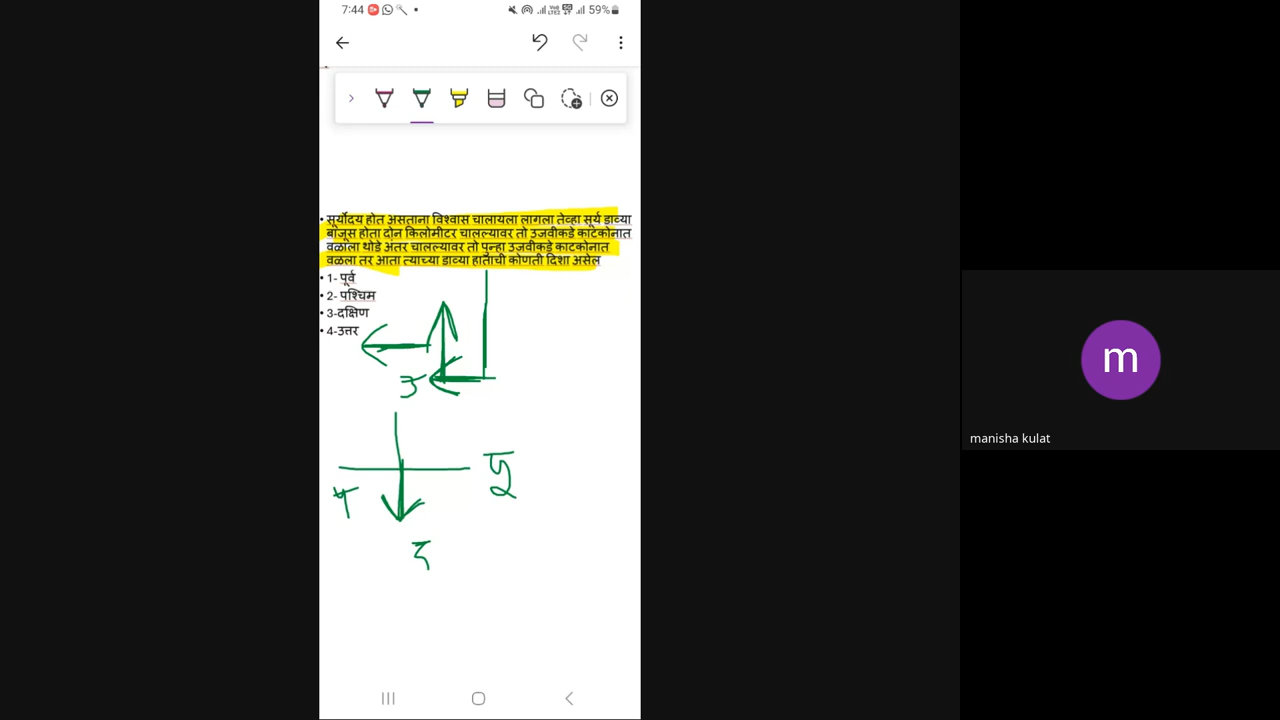 7:44 59%
• सूर्योदय होत असताना विश्वास चालायला लागला तेव्हा सूर्य डाव्या
बाजूस होता दोन किलोमीटर चालल्यावर तो उजवीकडे काटकोनात
वळाला थोडे अंतर चालल्यावर तो पुन्हा उजवीकडे काटकोनात
वळला तर आता त्याच्या डाव्या हाताची कोणती दिशा असेल
• 1- पूर्व
• 2- पश्चिम
• 3-दक्षिण
• 4-उत्तर
उ
पू
प
द
m
manisha kulat